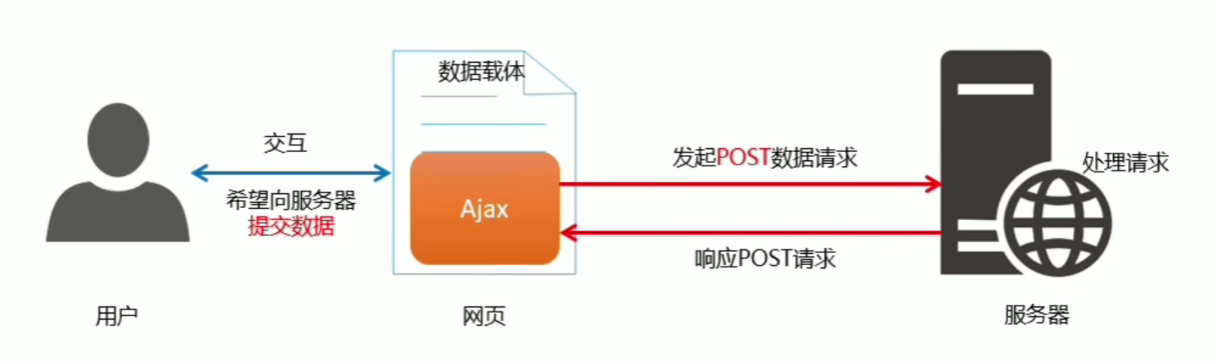 数据载体
交互
希望向服务器
提交数据
Ajax
发起POST数据请求
响应POST请求
处理请求
用户
网页
服务器